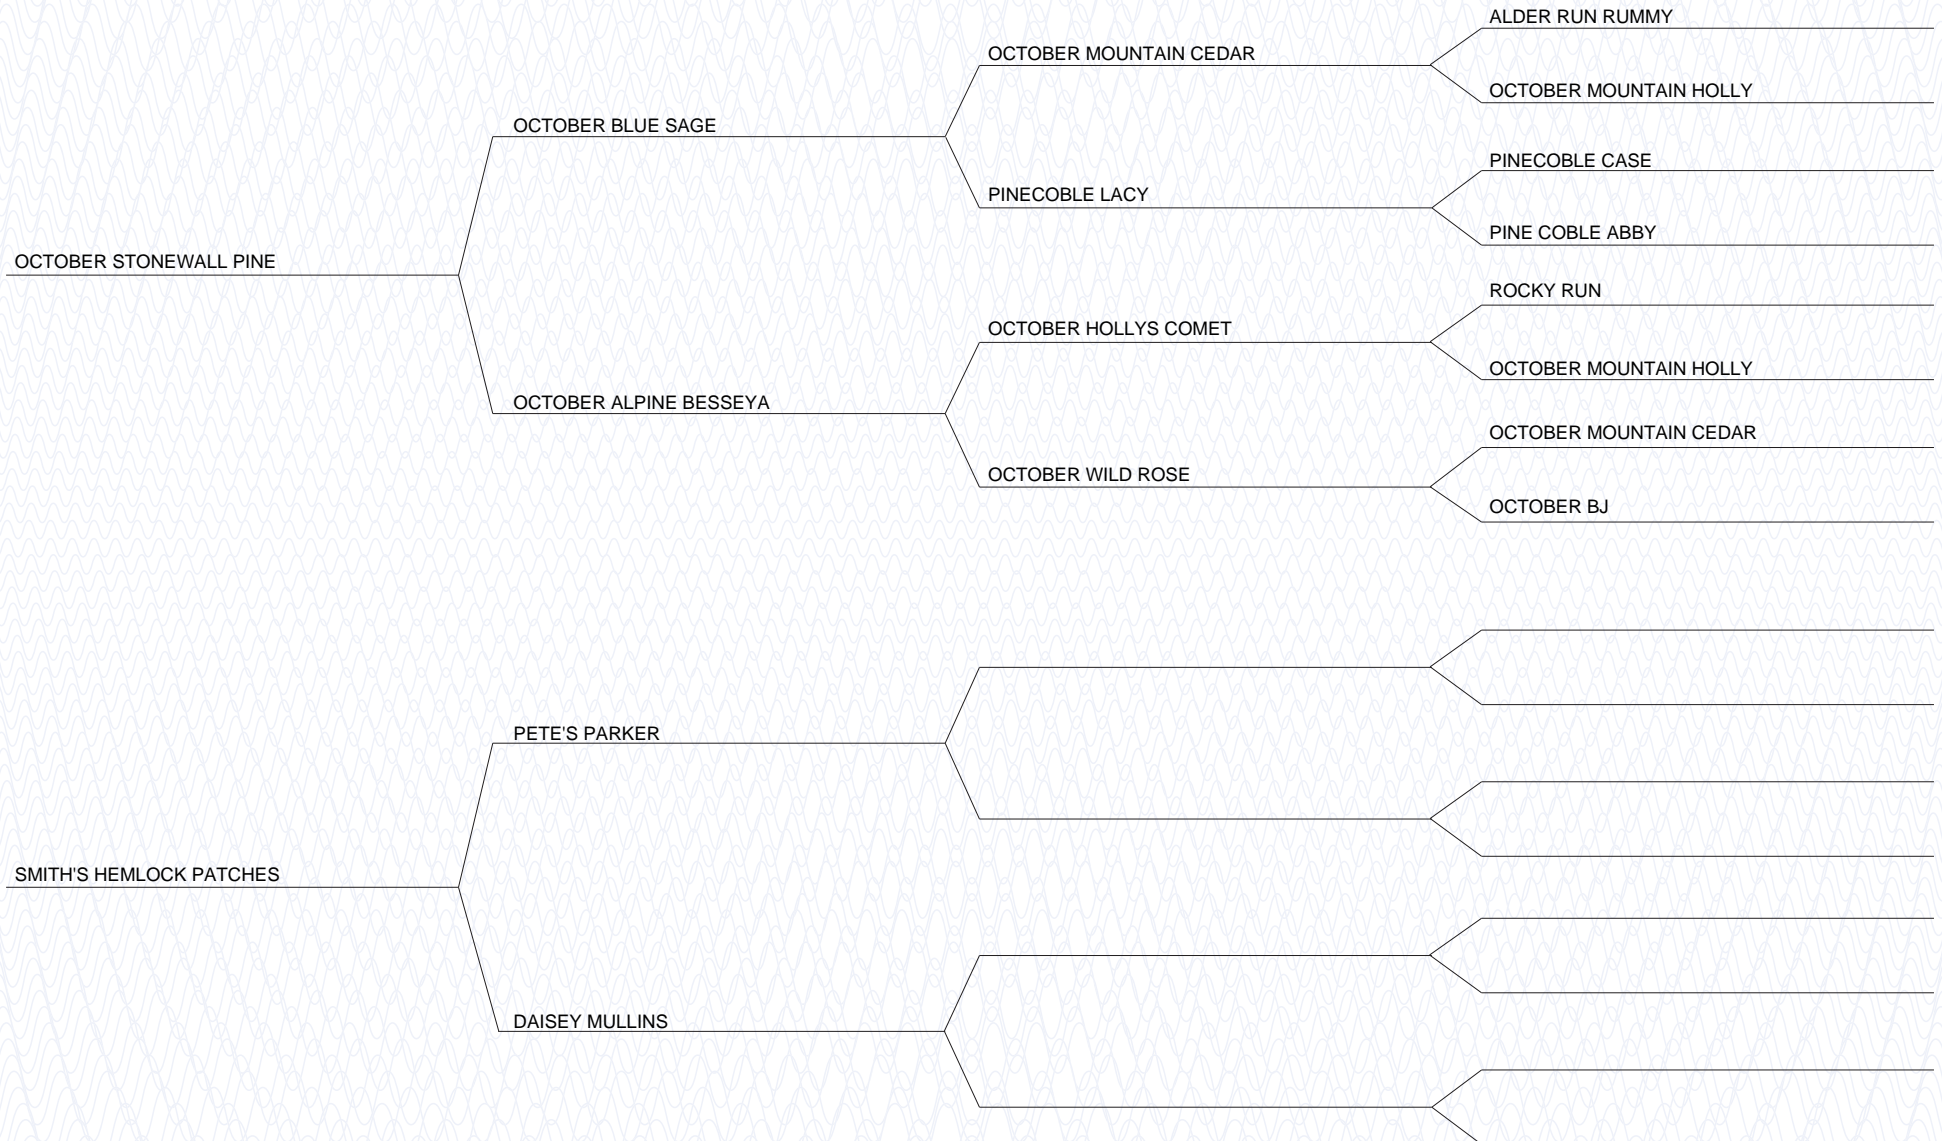 ALDER RUN RUMMY
OCTOBER MOUNTAIN CEDAR
OCTOBER MOUNTAIN HOLLY
OCTOBER BLUE SAGE
PINECOBLE CASE
PINECOBLE LACY
PINE COBLE ABBY
OCTOBER STONEWALL PINE
ROCKY RUN
OCTOBER HOLLYS COMET
OCTOBER MOUNTAIN HOLLY
OCTOBER ALPINE BESSEYA
OCTOBER MOUNTAIN CEDAR
OCTOBER WILD ROSE
OCTOBER BJ
PETE'S PARKER
SMITH'S HEMLOCK PATCHES
DAISEY MULLINS